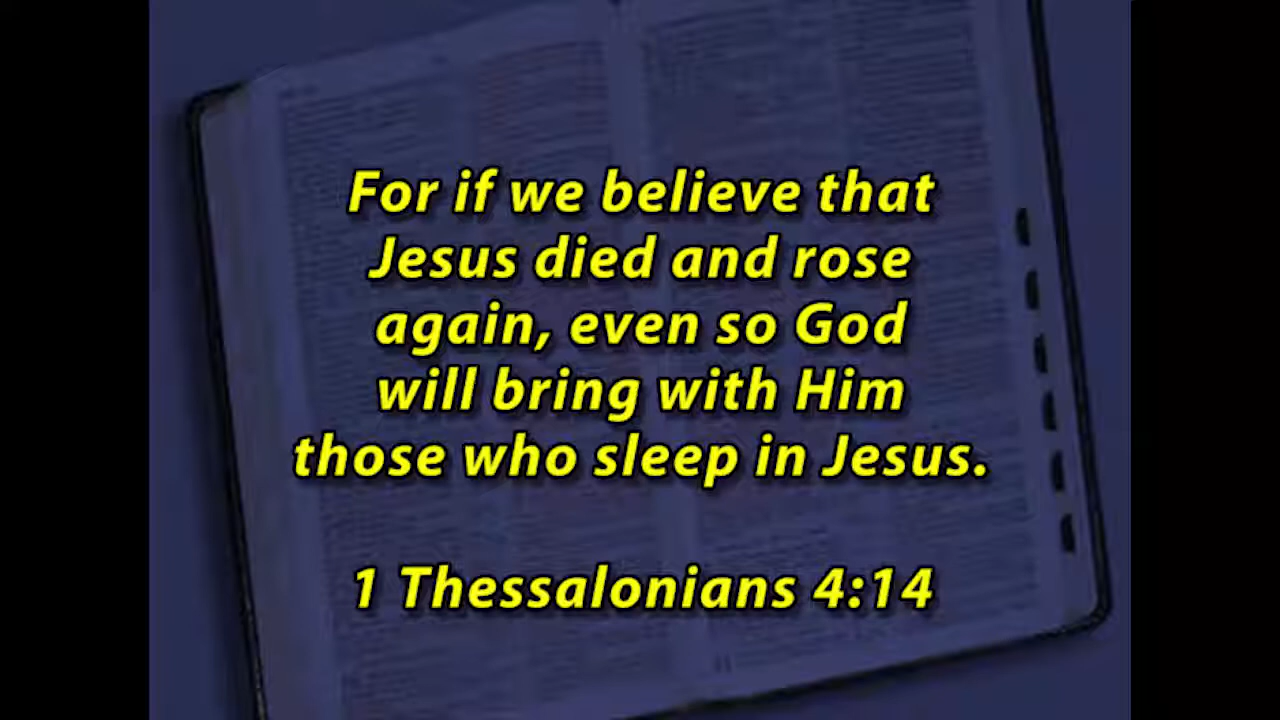 For if we believe that
Jesus died and rose
again, even so God
will bring with Him
those who sleep in Jesus.
1 Thessalonians 4:14